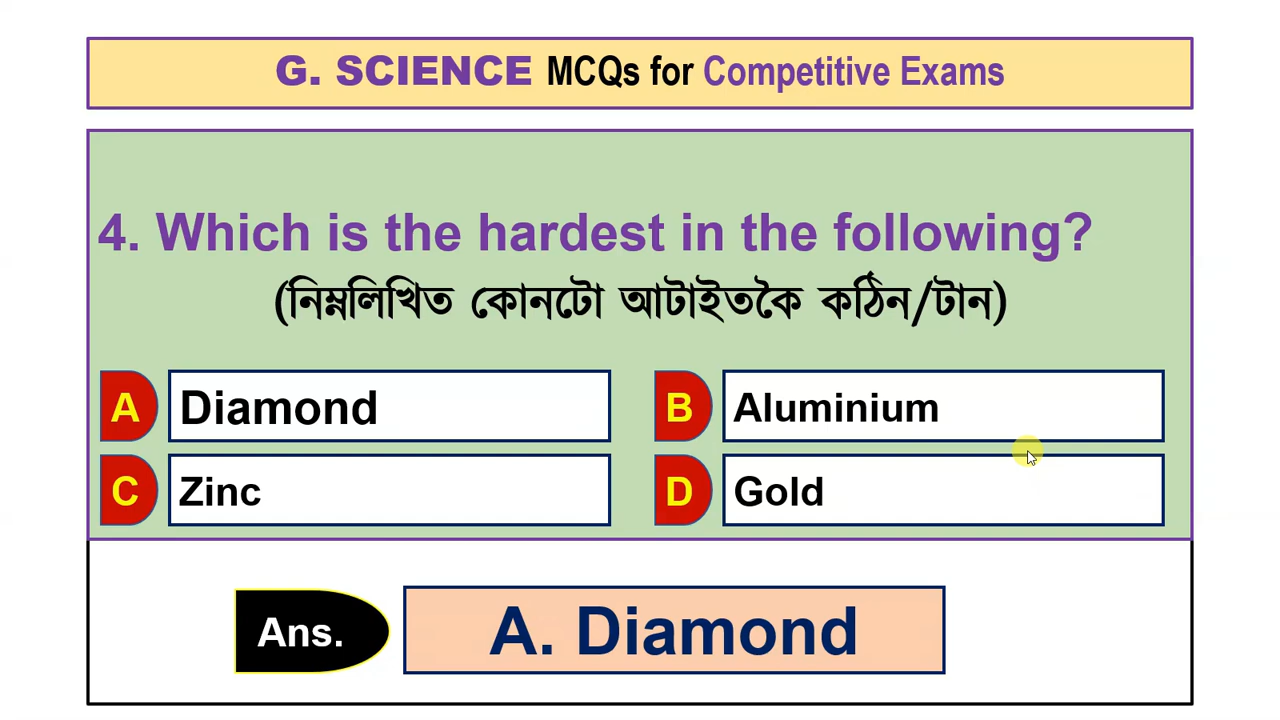 G. SCIENCE MCQs for Competitive Exams
4. Which is the hardest in the following?
(নিম্নলিখিত কোনটো আটাইতকৈ কঠিন/টান)
A Diamond
B Aluminium
C Zinc
D Gold
Ans. A. Diamond